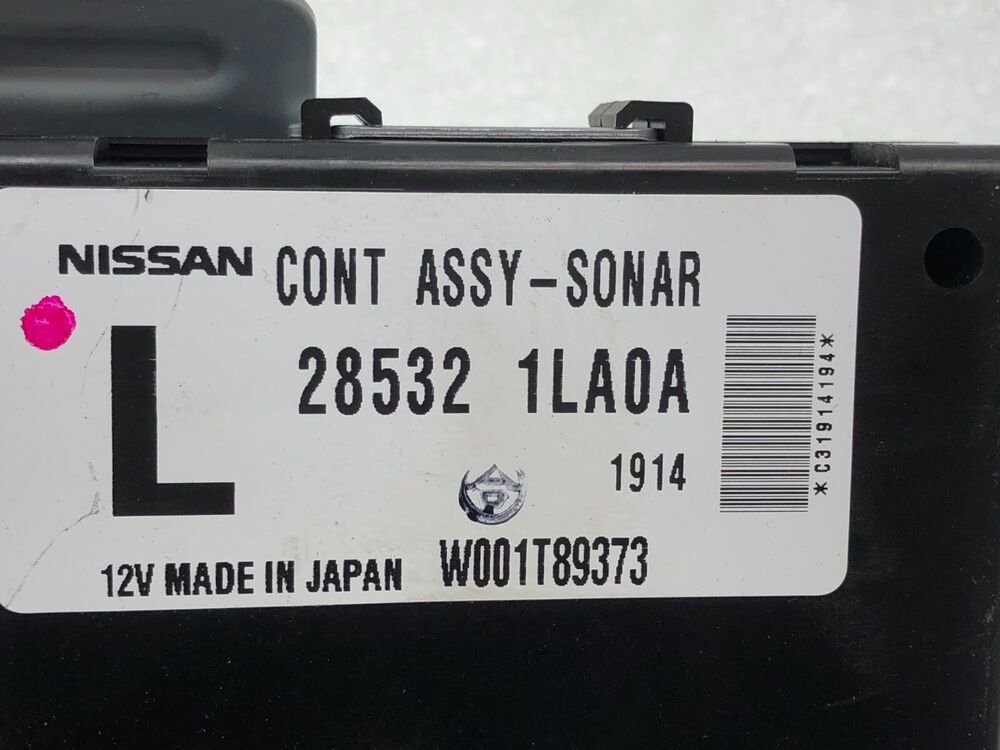 NISSAN CONT ASSY-SONAR
L
28532 1LA0A
1914
12V MADE IN JAPAN W001T89373
*C31914194*